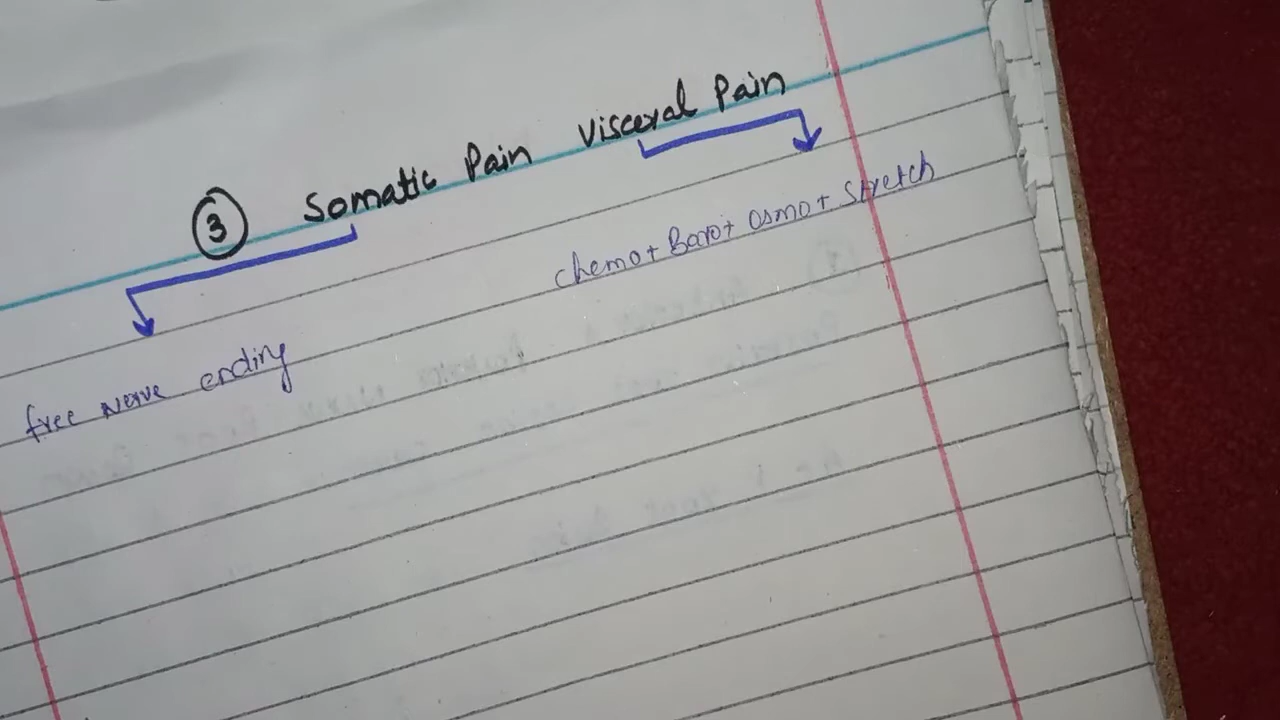 3 Somatic Pain Visceral Pain
free nerve ending
chemo + Baro + Osmo + Stretch